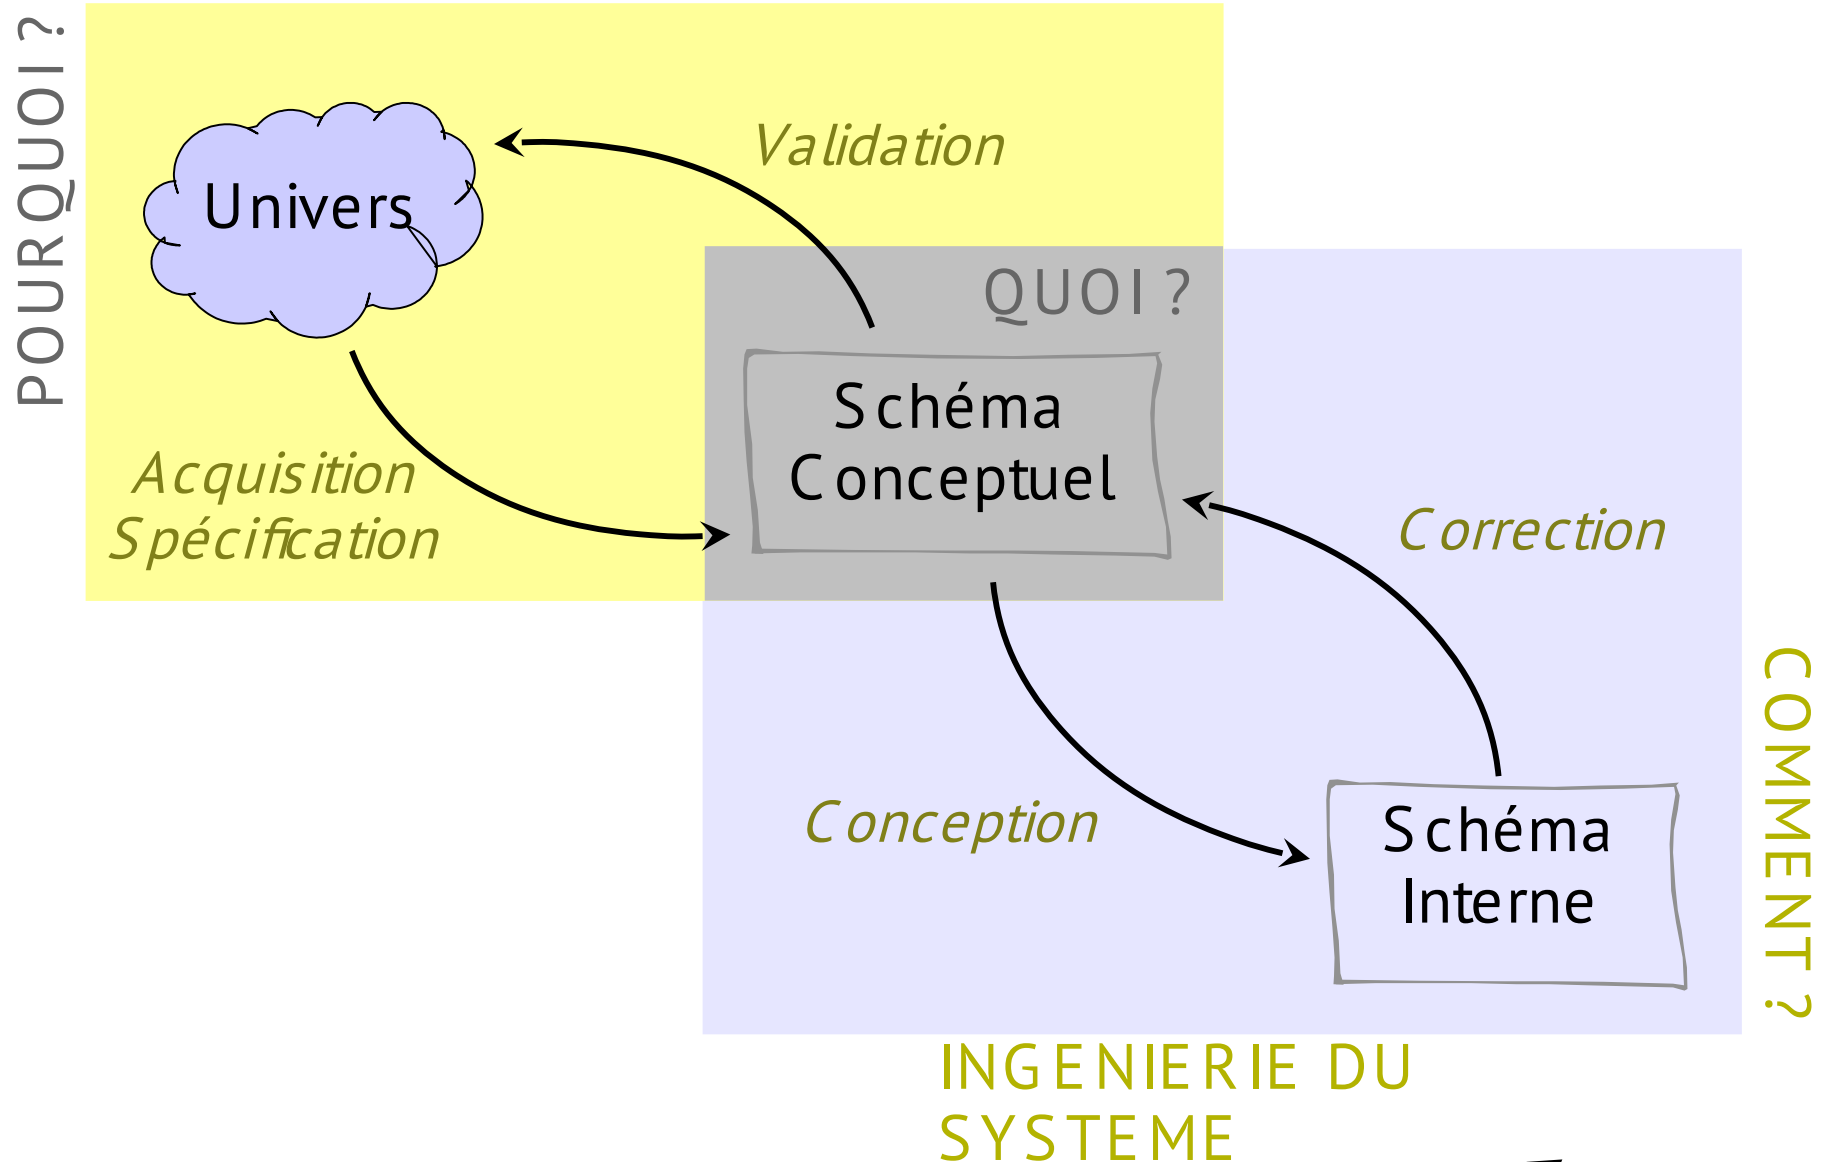 POURQUOI ?
Validation
Univers
QUOI ?
Schéma
Conceptuel
Acquisition
Spécification
Correction
COMMENT ?
Conception
Schéma
Interne
INGENIERIE DU
SYSTEME